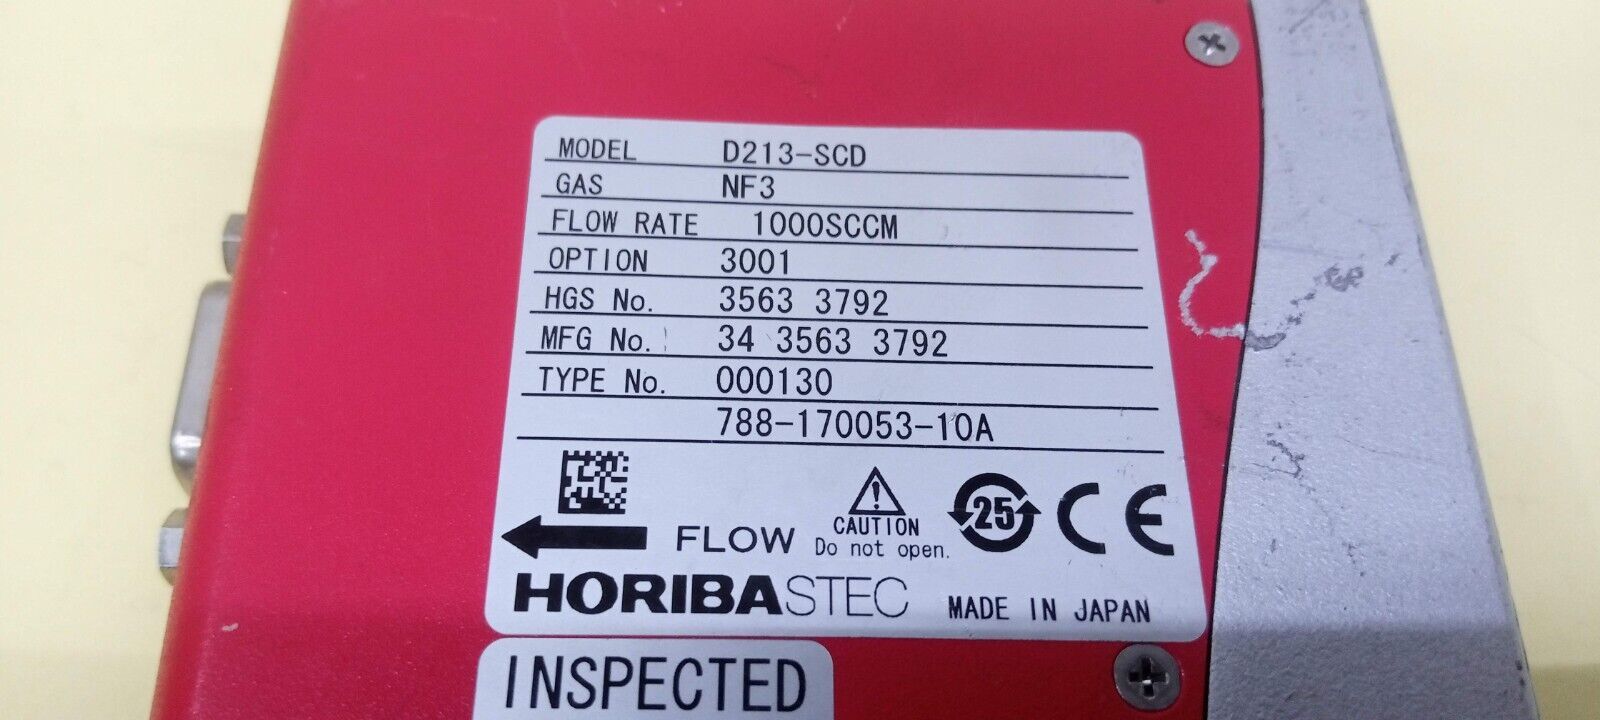 MODEL D213-SCD
GAS NF3
FLOW RATE 1000SCCM
OPTION 3001
HGS No. 3563 3792
MFG No. 34 3563 3792
TYPE No. 000130
788-170053-10A
25 CE
CAUTION
FLOW Do not open.
HORIBASTEC MADE IN JAPAN
INSPECTED